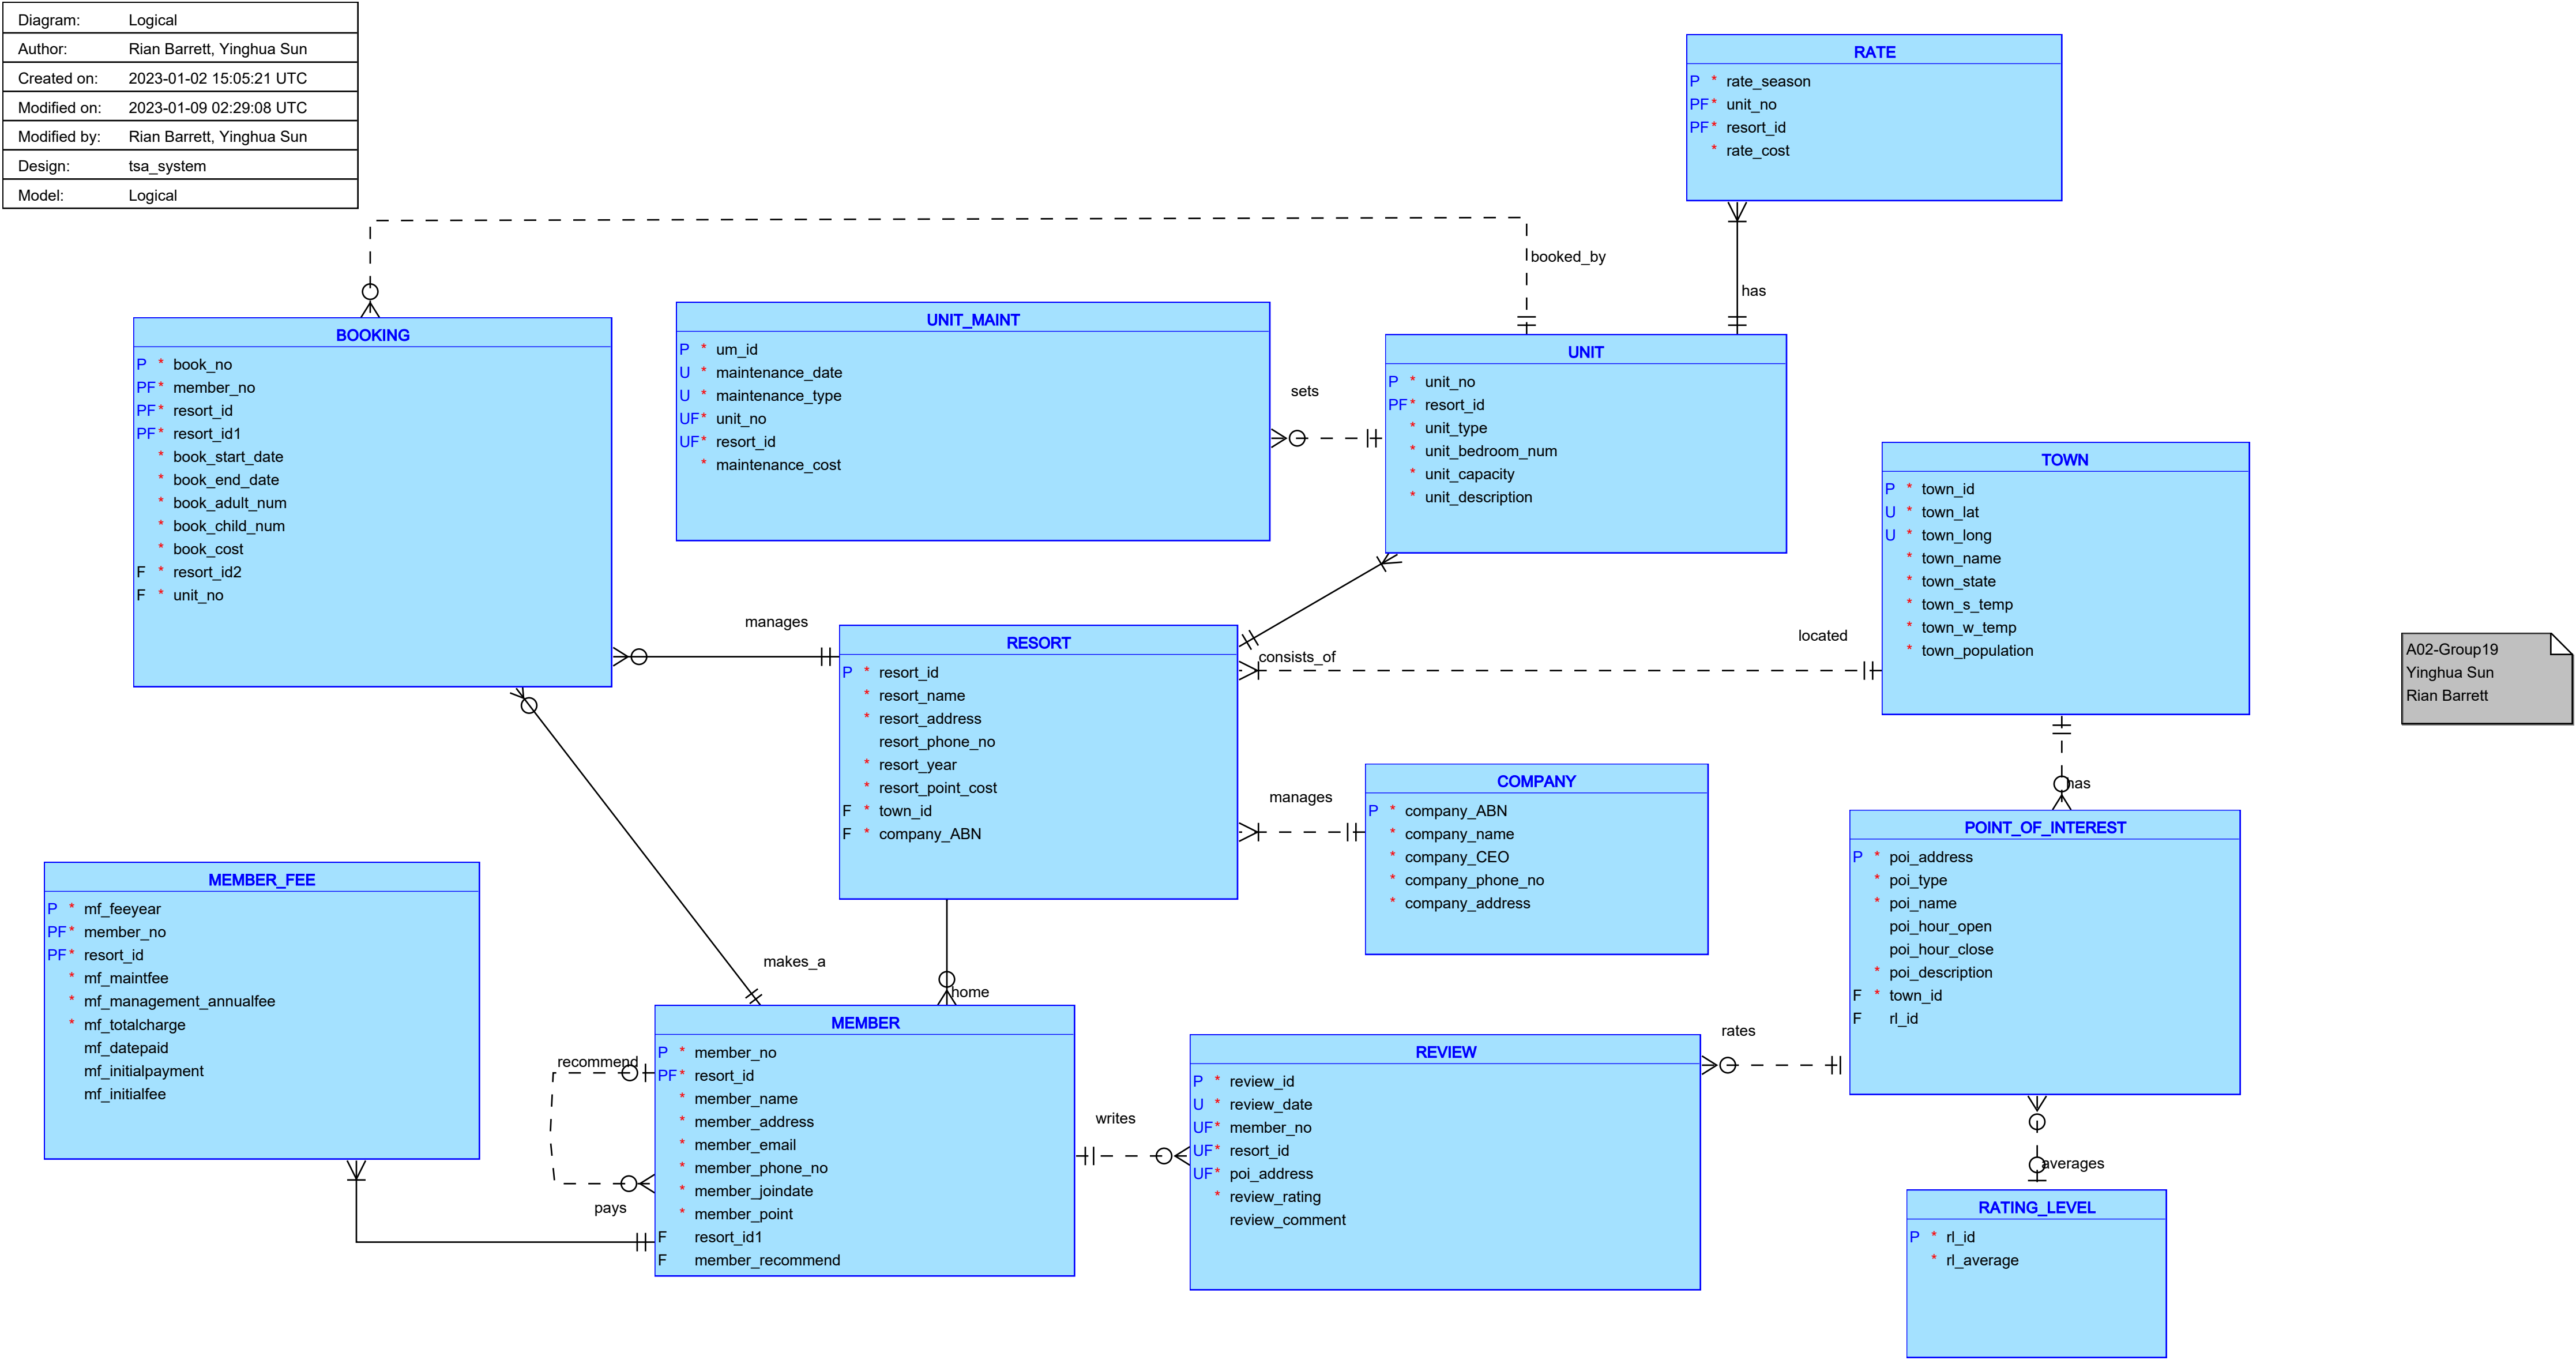 Diagram: Logical
Author: Rian Barrett, Yinghua Sun
Created on: 2023-01-02 15:05:21 UTC
Modified on: 2023-01-09 02:29:08 UTC
Modified by: Rian Barrett, Yinghua Sun
Design: tsa_system
Model: Logical
RATE
P * rate_season
PF* unit_no
PF* resort_id
* rate_cost
booked_by
has
BOOKING
P * book_no
PF* member_no
PF* resort_id
PF* resort_id1
* book_start_date
* book_end_date
* book_adult_num
* book_child_num
* book_cost
F * resort_id2
F * unit_no
UNIT_MAINT
P * um_id
U * maintenance_date
U * maintenance_type
UF* unit_no
UF* resort_id
* maintenance_cost
sets
UNIT
P * unit_no
PF* resort_id
* unit_type
* unit_bedroom_num
* unit_capacity
* unit_description
TOWN
P * town_id
U * town_lat
U * town_long
* town_name
* town_state
* town_s_temp
* town_w_temp
* town_population
manages
RESORT
P * resort_id
* resort_name
* resort_address
resort_phone_no
* resort_year
* resort_point_cost
F * town_id
F * company_ABN
consists_of
located
A02-Group19
Yinghua Sun
Rian Barrett
manages
COMPANY
P * company_ABN
* company_name
* company_CEO
* company_phone_no
* company_address
has
POINT_OF_INTEREST
P * poi_address
* poi_type
* poi_name
poi_hour_open
poi_hour_close
* poi_description
F * town_id
F rl_id
MEMBER_FEE
P * mf_feeyear
PF* member_no
PF* resort_id
* mf_maintfee
* mf_management_annualfee
* mf_totalcharge
mf_datepaid
mf_initialpayment
mf_initialfee
makes_a
home
MEMBER
P * member_no
PF* resort_id
* member_name
* member_address
* member_email
* member_phone_no
* member_joindate
* member_point
F resort_id1
F member_recommend
recommend
pays
writes
REVIEW
P * review_id
U * review_date
UF* member_no
UF* resort_id
UF* poi_address
* review_rating
review_comment
rates
averages
RATING_LEVEL
P * rl_id
* rl_average